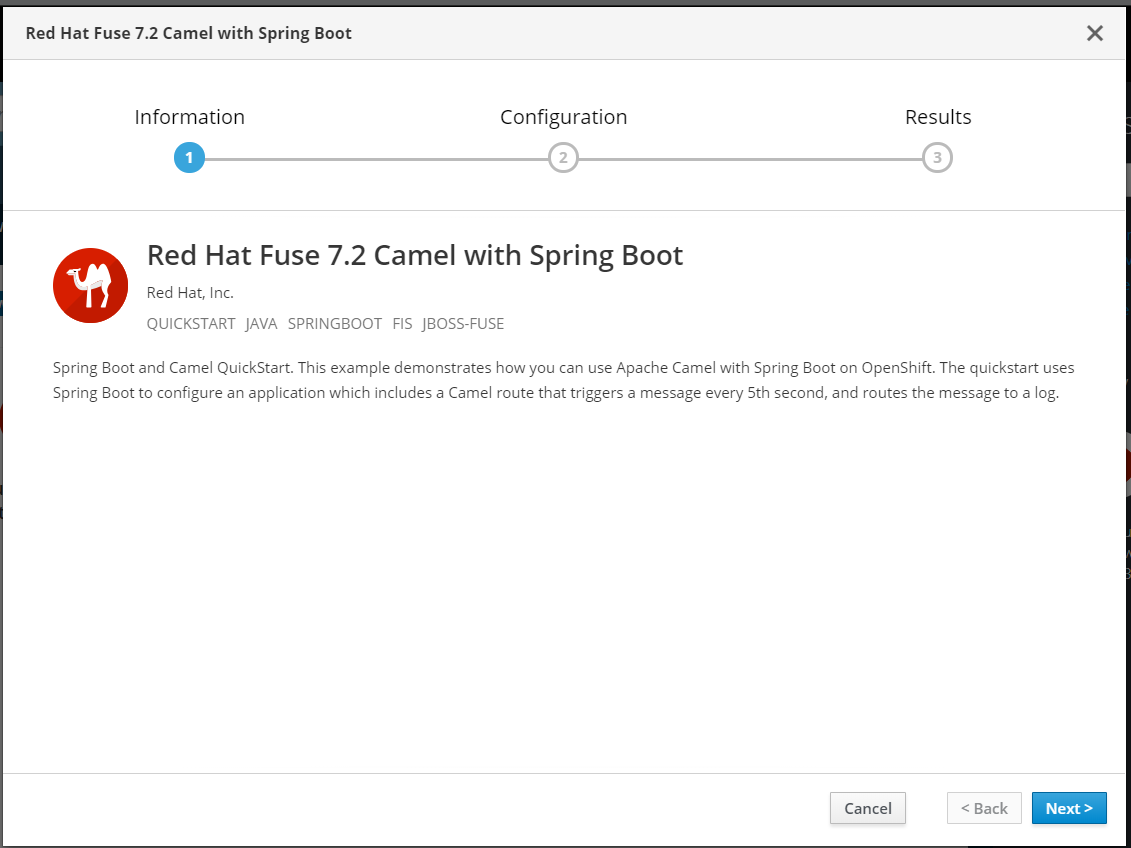 Red Hat Fuse 7.2 Camel with Spring Boot
Information Configuration Results
1 2 3
Red Hat Fuse 7.2 Camel with Spring Boot
Red Hat, Inc.
QUICKSTART JAVA SPRINGBOOT FIS JBOSS-FUSE
Spring Boot and Camel QuickStart. This example demonstrates how you can use Apache Camel with Spring Boot on OpenShift. The quickstart uses
Spring Boot to configure an application which includes a Camel route that triggers a message every 5th second, and routes the message to a log.
Cancel < Back Next >